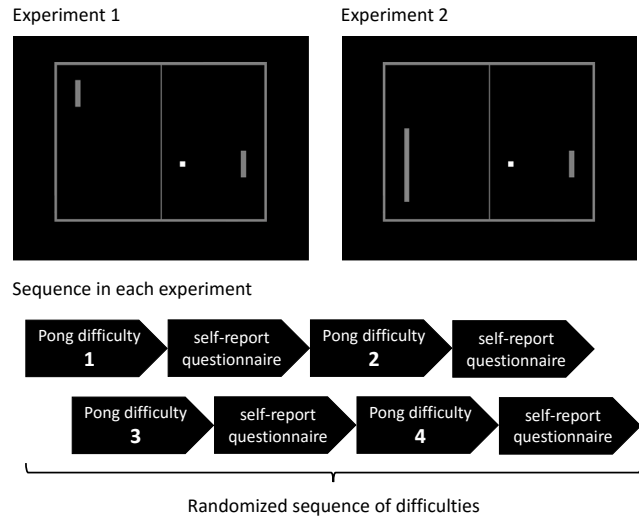 Experiment 1
Experiment 2
Sequence in each experiment
Pong difficulty
1
self-report
questionnaire
Pong difficulty
2
self-report
questionnaire
Pong difficulty
3
self-report
questionnaire
Pong difficulty
4
self-report
questionnaire
Randomized sequence of difficulties